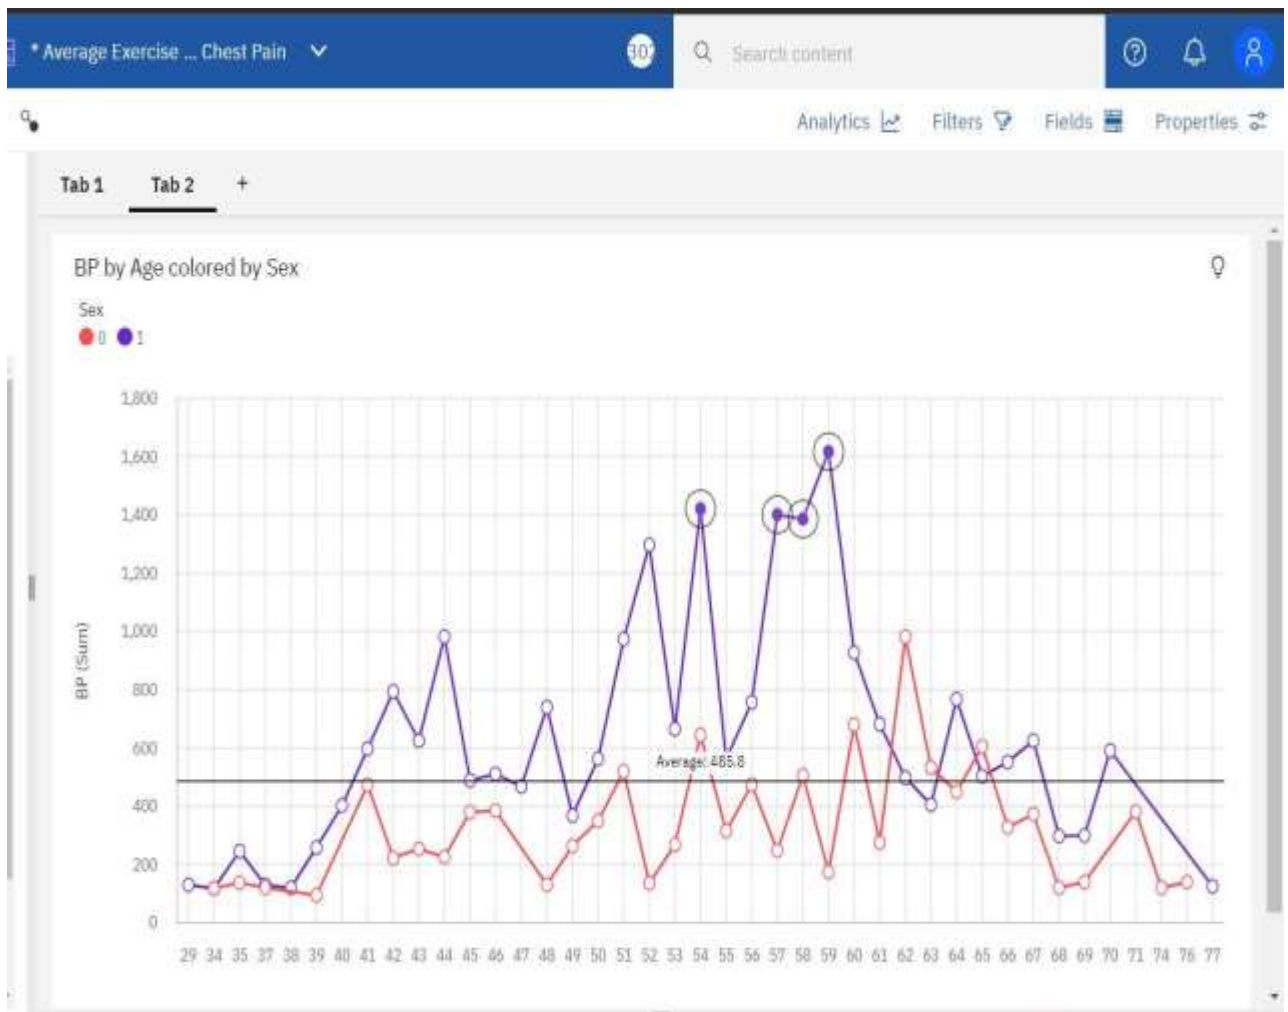 * Average Exercise ... Chest Pain
Search content
Analytics Filters Fields Properties
Tab 1 Tab 2 +
BP by Age colored by Sex
Sex
0 1
1,800
1,600
1,400
1,200
1,000
800
600
400
200
0
BP (Sum)
Average: 485.8
29 34 35 37 38 39 40 41 42 43 44 45 46 47 48 49 50 51 52 53 54 55 56 57 58 59 60 61 62 63 64 65 66 67 68 69 70 71 74 76 77